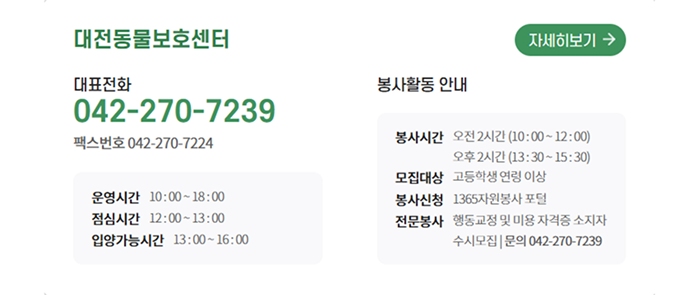 대전동물보호센터
자세히보기 →
대표전화
042-270-7239
팩스번호 042-270-7224
운영시간 10:00 ~ 18:00
점심시간 12:00 ~ 13:00
입양가능시간 13:00 ~ 16:00
봉사활동 안내
봉사시간 오전 2시간 (10:00 ~ 12:00)
오후 2시간 (13:30 ~ 15:30)
모집대상 고등학생 연령 이상
봉사신청 1365자원봉사 포털
전문봉사 행동교정 및 미용 자격증 소지자
수시모집 | 문의 042-270-7239